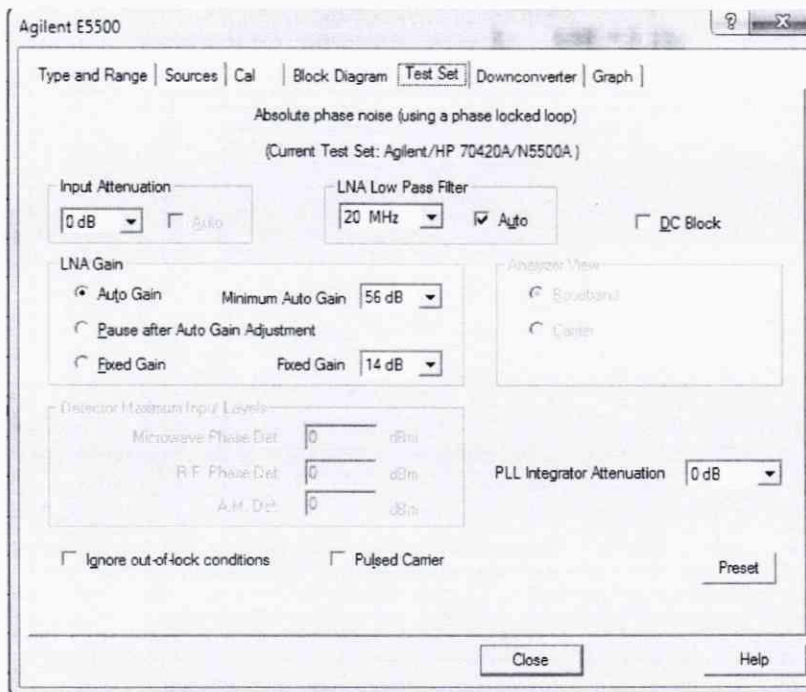 Agilent E5500
?
X
Type and Range
Sources
Cal
Block Diagram
Test Set
Downconverter
Graph
Absolute phase noise (using a phase locked loop)
(Current Test Set: Agilent/HP 70420A/N5500A )
Input Attenuation
0 dB
Auto
LNA Low Pass Filter
20 MHz
Auto
DC Block
LNA Gain
Auto Gain
Minimum Auto Gain
56 dB
Pause after Auto Gain Adjustment
Fixed Gain
Fixed Gain
14 dB
Analyzer View
Baseband
Carrier
Detector Maximum Input Levels
Microwave Phase Det:
0
dBm
R.F. Phase Det:
0
dBm
A.M. Det:
0
dBm
PLL Integrator Attenuation
0 dB
Ignore out-of-lock conditions
Pulsed Carrier
Preset
Close
Help